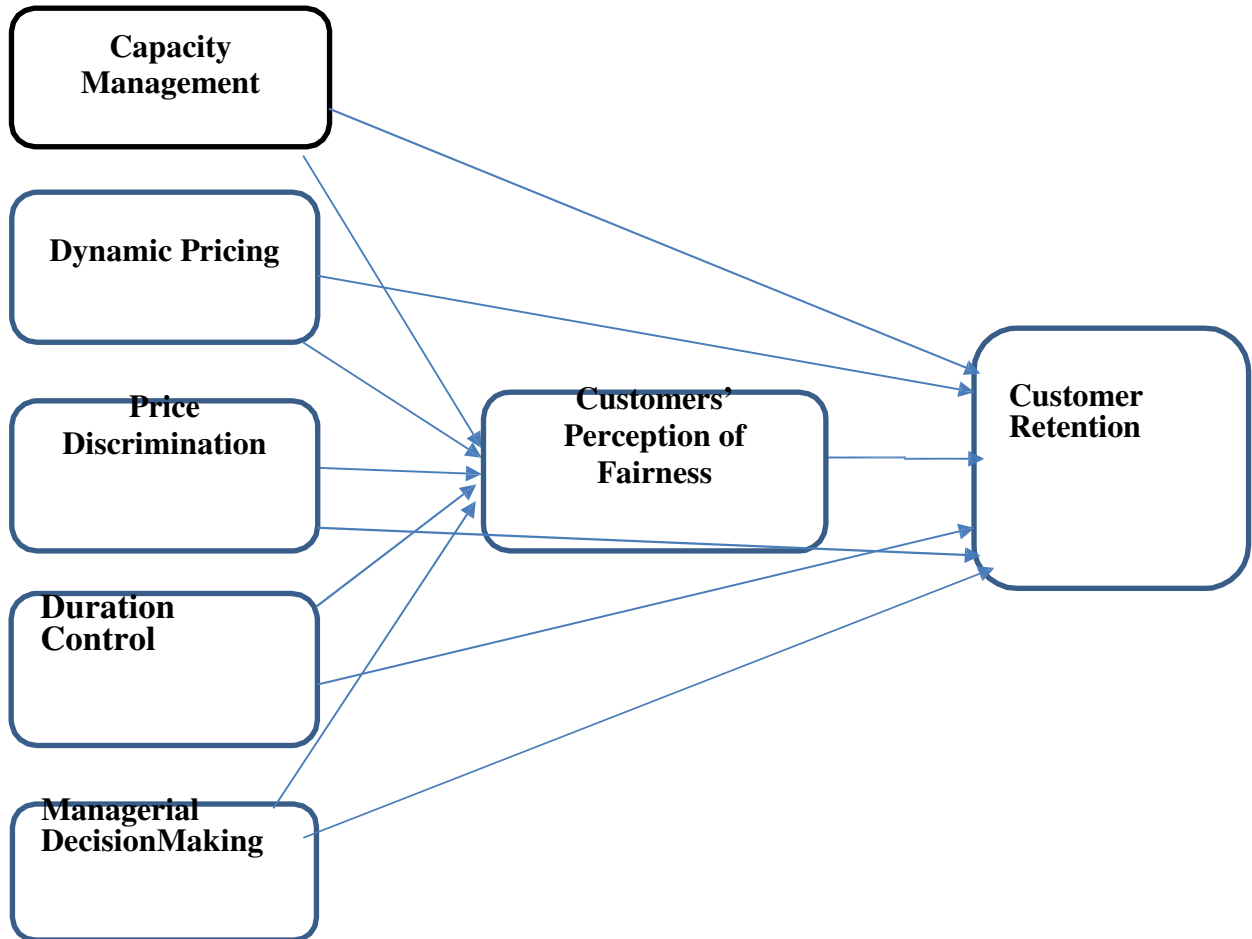 Capacity
Management
Dynamic Pricing
Price
Discrimination
Customers’
Perception of
Fairness
Customer
Retention
Duration
Control
Managerial
DecisionMaking